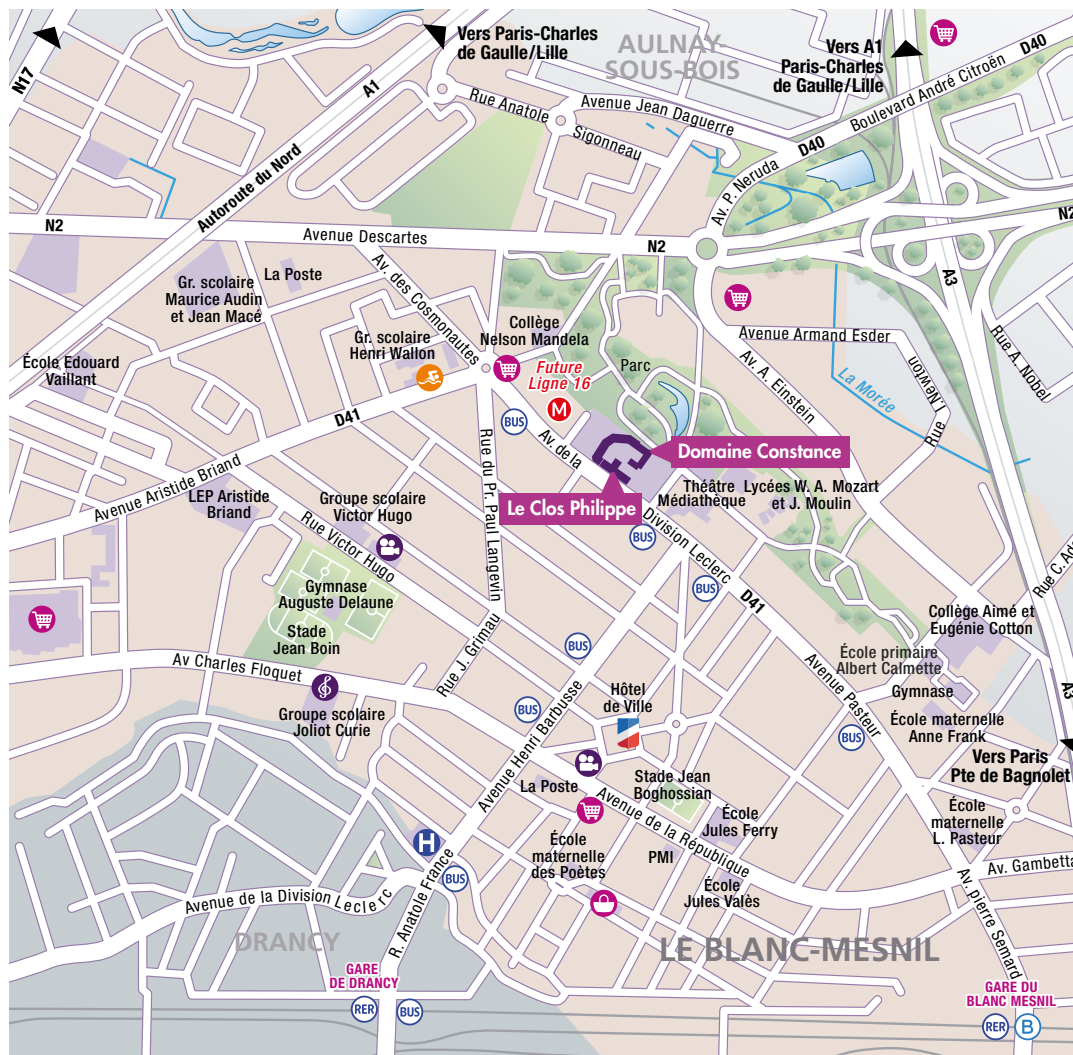 Vers Paris-Charles
de Gaulle/Lille
AULNAY-
SOUS-BOIS
Vers A1
Paris-Charles
de Gaulle/Lille
D40
N17
A1
Rue Anatole
Sigonneau
Avenue Jean Daguerre
Boulevard André Citroën
D40
Av. P. Neruda
Autoroute du Nord
N2
Avenue Descartes
N2
N2
A3
Gr. scolaire
Maurice Audin
et Jean Macé
La Poste
Av. des Cosmonautes
Gr. scolaire
Henri Wallon
Collège
Nelson Mandela
Avenue Armand Esder
Rue A. Nobel
École Edouard
Vaillant
Future
Ligne 16
M
Parc
Av. A. Einstein
Rue I.Newton
La Morée
D41
BUS
Av. de la
Domaine Constance
Avenue Aristide Briand
LEP Aristide
Briand
Groupe scolaire
Victor Hugo
Rue du Pr. Paul Langevin
Le Clos Philippe
Théâtre
Médiathèque
Lycées W. A. Mozart
et J. Moulin
Rue Victor Hugo
BUS
Division Leclerc
BUS
D41
Rue C. Ad
Gymnase
Auguste Delaune
Stade
Jean Boin
Collège Aimé et
Eugénie Cotton
École primaire
Albert Calmette
Gymnase
Av Charles Floquet
Rue J. Grimau
BUS
Avenue Pasteur
A3
Groupe scolaire
Joliot Curie
BUS
Hôtel
de Ville
École maternelle
Anne Frank
BUS
Vers Paris
Pte de Bagnolet
Avenue Henri Barbusse
La Poste
Stade Jean
Boghossian
Avenue de la République
École
Jules Ferry
École
maternelle
L. Pasteur
H
École
maternelle
des Poètes
PMI
École
Jules Valès
Av. Gambetta
BUS
Avenue de la Division Leclerc
R. Anatole France
Av. pierre Semard
DRANCY
LE BLANC-MESNIL
GARE
DE DRANCY
RER
BUS
GARE DU
BLANC MESNIL
RER
B